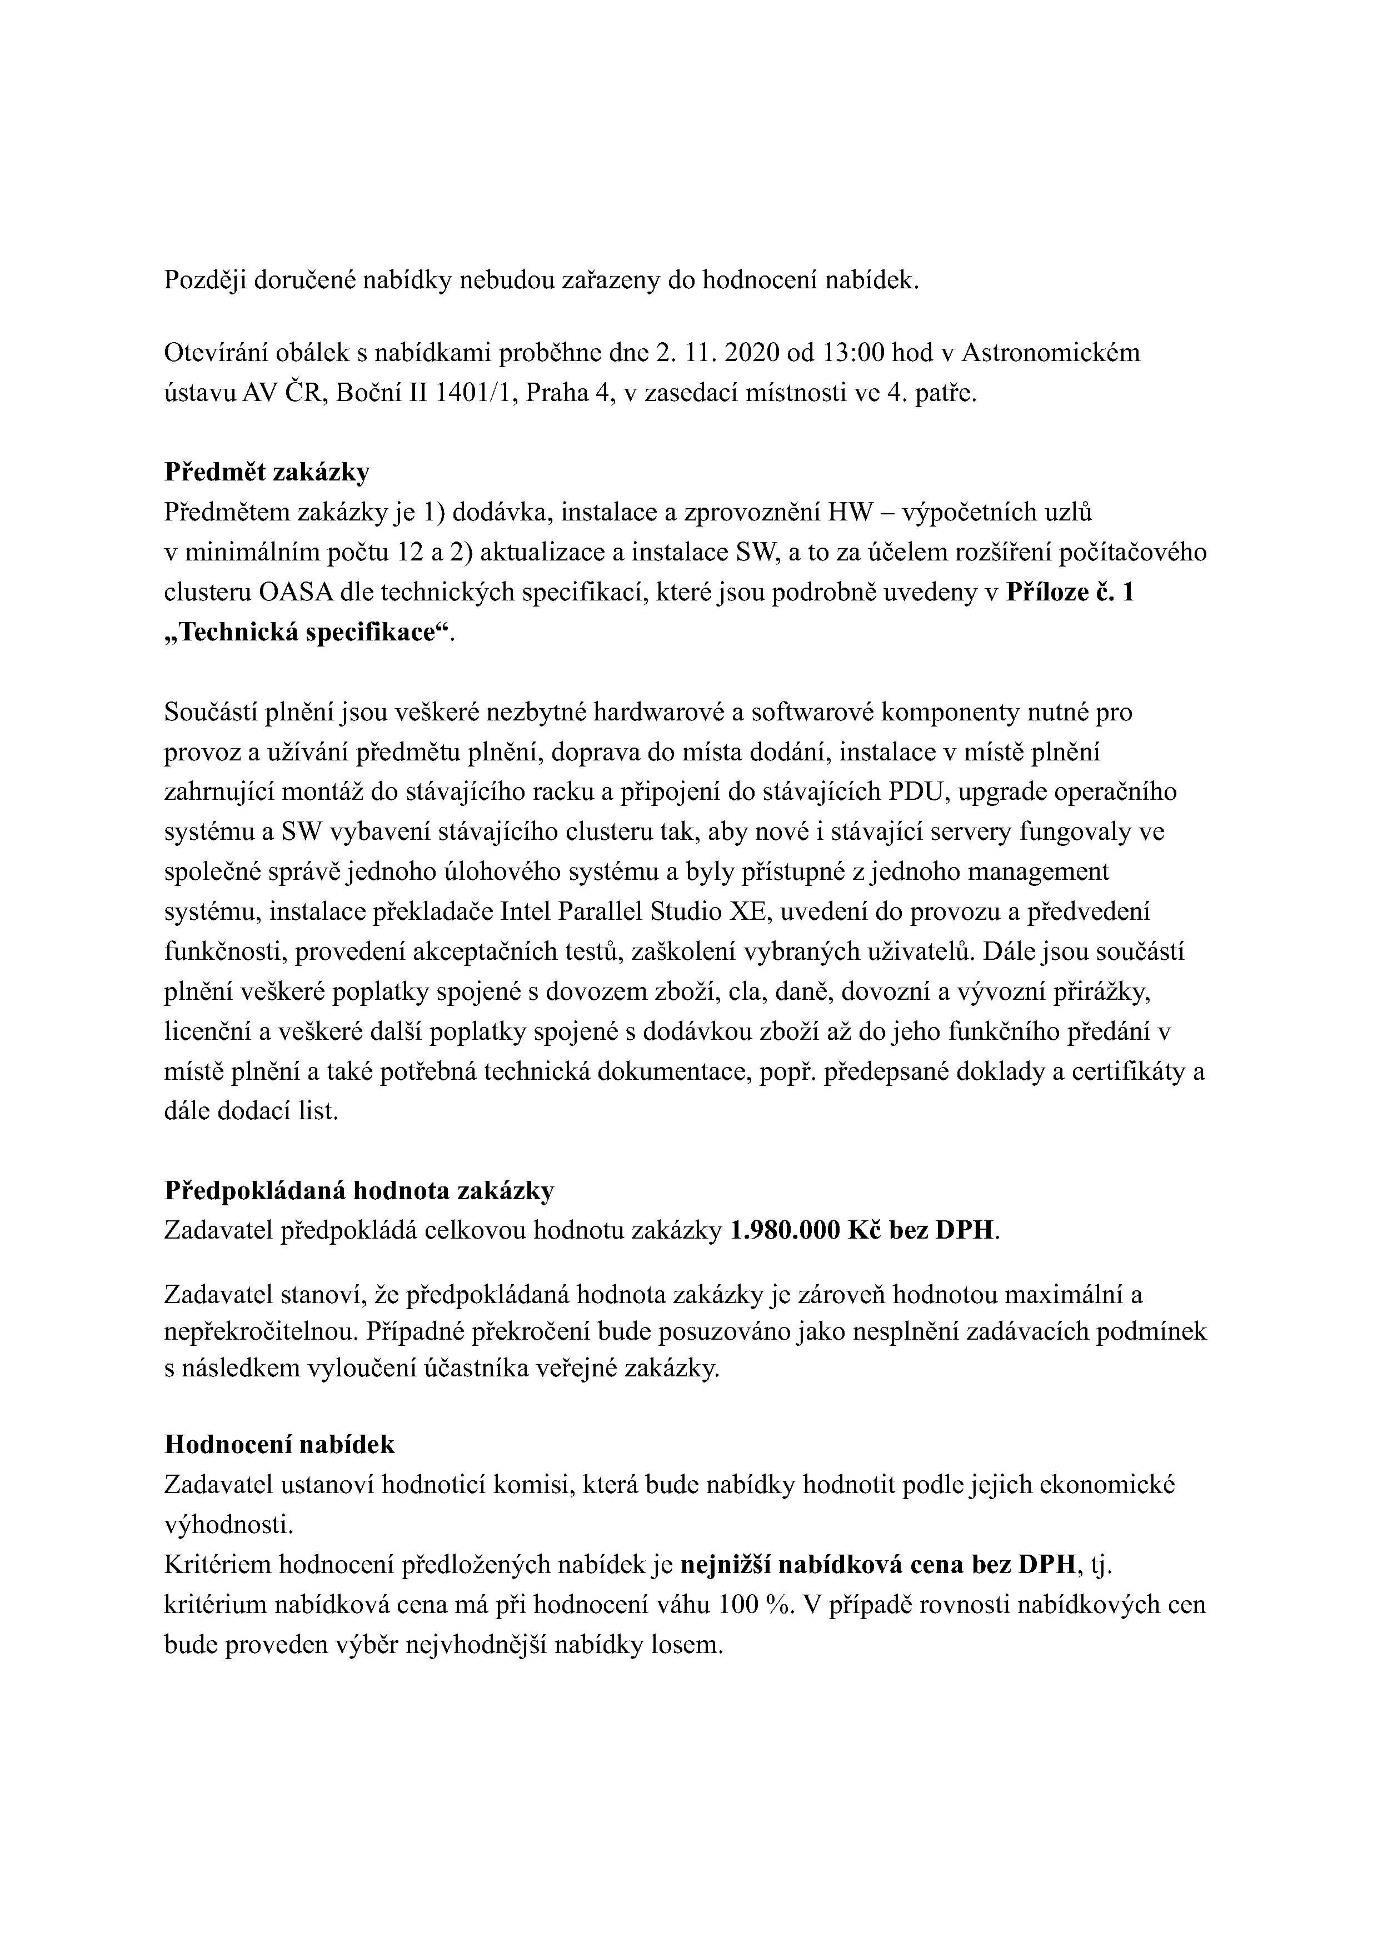 Později doručené nabídky nebudou zařazeny do hodnocení nabídek.
Otevírání obálek s nabídkami proběhne dne 2. 11. 2020 od 13:00 hod v Astronomickém
ústavu AV ČR, Boční II 1401/1, Praha 4, v zasedací místnosti ve 4. patře.
Předmět zakázky
Předmětem zakázky je 1) dodávka, instalace a zprovoznění HW – výpočetních uzlů
v minimálním počtu 12 a 2) aktualizace a instalace SW, a to za účelem rozšíření počítačového
clusteru OASA dle technických specifikací, které jsou podrobně uvedeny v Příloze č. 1
„Technická specifikace“.
Součástí plnění jsou veškeré nezbytné hardwarové a softwarové komponenty nutné pro
provoz a užívání předmětu plnění, doprava do místa dodání, instalace v místě plnění
zahrnující montáž do stávajícího racku a připojení do stávajících PDU, upgrade operačního
systému a SW vybavení stávajícího clusteru tak, aby nové i stávající servery fungovaly ve
společné správě jednoho úlohového systému a byly přístupné z jednoho management
systému, instalace překladače Intel Parallel Studio XE, uvedení do provozu a předvedení
funkčnosti, provedení akceptačních testů, zaškolení vybraných uživatelů. Dále jsou součástí
plnění veškeré poplatky spojené s dovozem zboží, cla, daně, dovozní a vývozní přirážky,
licenční a veškeré další poplatky spojené s dodávkou zboží až do jeho funkčního předání v
místě plnění a také potřebná technická dokumentace, popř. předepsané doklady a certifikáty a
dále dodací list.
Předpokládaná hodnota zakázky
Zadavatel předpokládá celkovou hodnotu zakázky 1.980.000 Kč bez DPH.
Zadavatel stanoví, že předpokládaná hodnota zakázky je zároveň hodnotou maximální a
nepřekročitelnou. Případné překročení bude posuzováno jako nesplnění zadávacích podmínek
s následkem vyloučení účastníka veřejné zakázky.
Hodnocení nabídek
Zadavatel ustanoví hodnoticí komisi, která bude nabídky hodnotit podle jejich ekonomické
výhodnosti.
Kritériem hodnocení předložených nabídek je nejnižší nabídková cena bez DPH, tj.
kritérium nabídková cena má při hodnocení váhu 100 %. V případě rovnosti nabídkových cen
bude proveden výběr nejvhodnější nabídky losem.